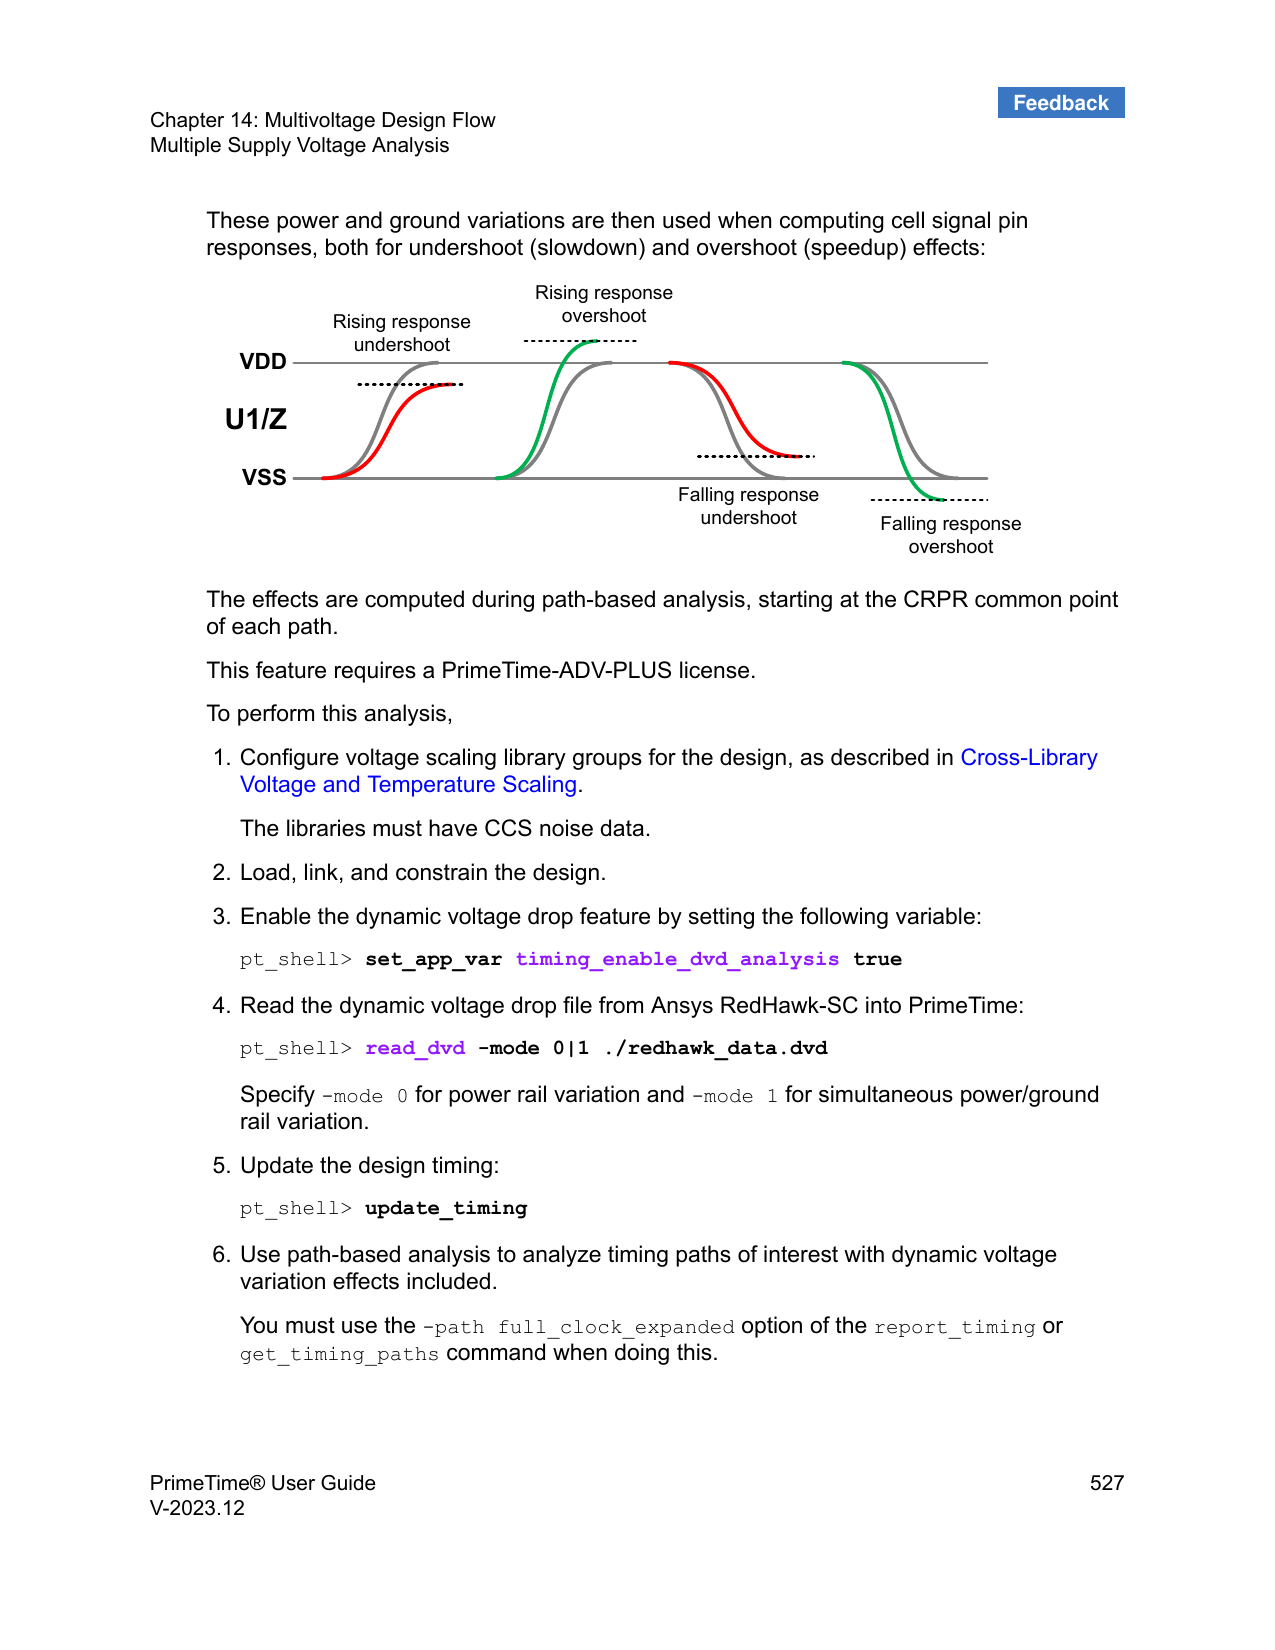 Feedback
Chapter 14: Multivoltage Design Flow
Multiple Supply Voltage Analysis
These power and ground variations are then used when computing cell signal pin
responses, both for undershoot (slowdown) and overshoot (speedup) effects:
Rising response
overshoot
Rising response
undershoot
VDD
U1/Z
VSS
Falling response
undershoot
Falling response
overshoot
The effects are computed during path-based analysis, starting at the CRPR common point
of each path.
This feature requires a PrimeTime-ADV-PLUS license.
To perform this analysis,
1. Configure voltage scaling library groups for the design, as described in Cross-Library
Voltage and Temperature Scaling.
The libraries must have CCS noise data.
2. Load, link, and constrain the design.
3. Enable the dynamic voltage drop feature by setting the following variable:
pt_shell> set_app_var timing_enable_dvd_analysis true
4. Read the dynamic voltage drop file from Ansys RedHawk-SC into PrimeTime:
pt_shell> read_dvd -mode 0|1 ./redhawk_data.dvd
Specify -mode 0 for power rail variation and -mode 1 for simultaneous power/ground
rail variation.
5. Update the design timing:
pt_shell> update_timing
6. Use path-based analysis to analyze timing paths of interest with dynamic voltage
variation effects included.
You must use the -path full_clock_expanded option of the report_timing or
get_timing_paths command when doing this.
PrimeTime® User Guide
V-2023.12
527